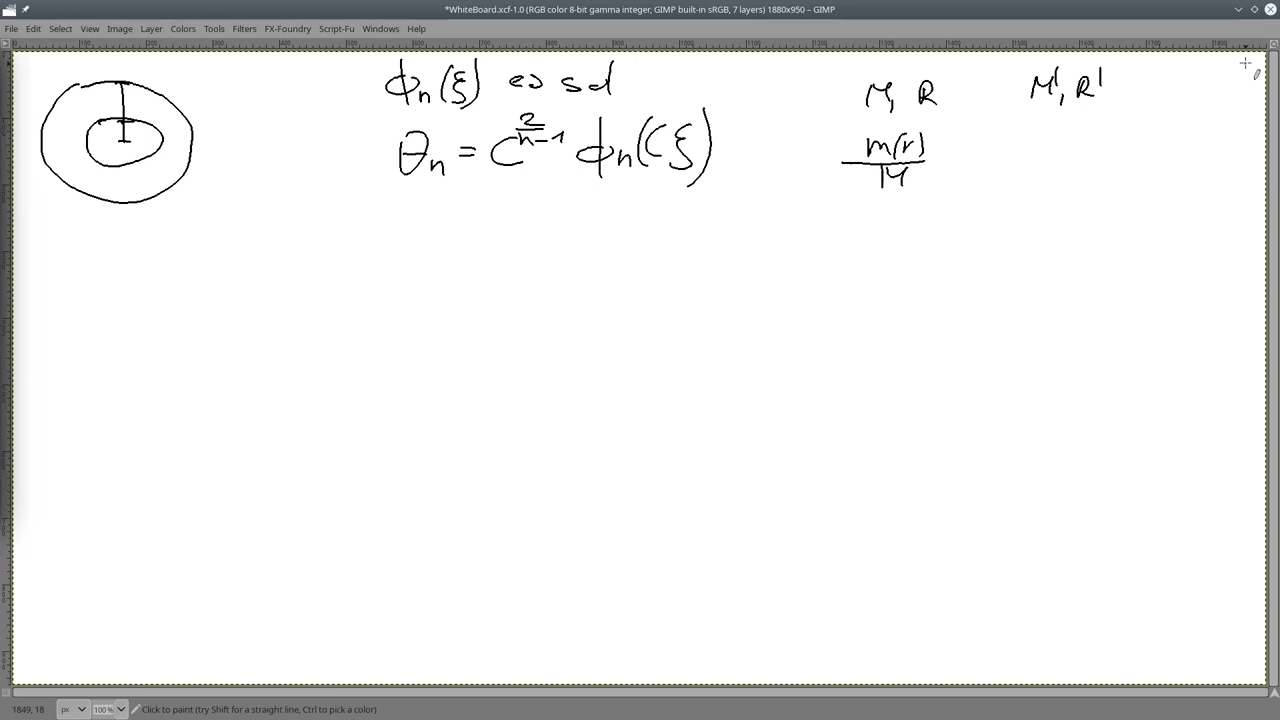 *WhiteBoard.xcf-1.0 (RGB color 8-bit gamma integer, GIMP built-in sRGB, 7 layers) 1880x950 – GIMP
File Edit Select View Image Layer Colors Tools Filters FX-Foundry Script-Fu Windows Help
ϕn(ξ) es sol
θn = C^(2/(n-1)) ϕn(Cξ)
M, R
m(r)/M
M', R'
1849, 18 px 100% Click to paint (try Shift for a straight line, Ctrl to pick a color)